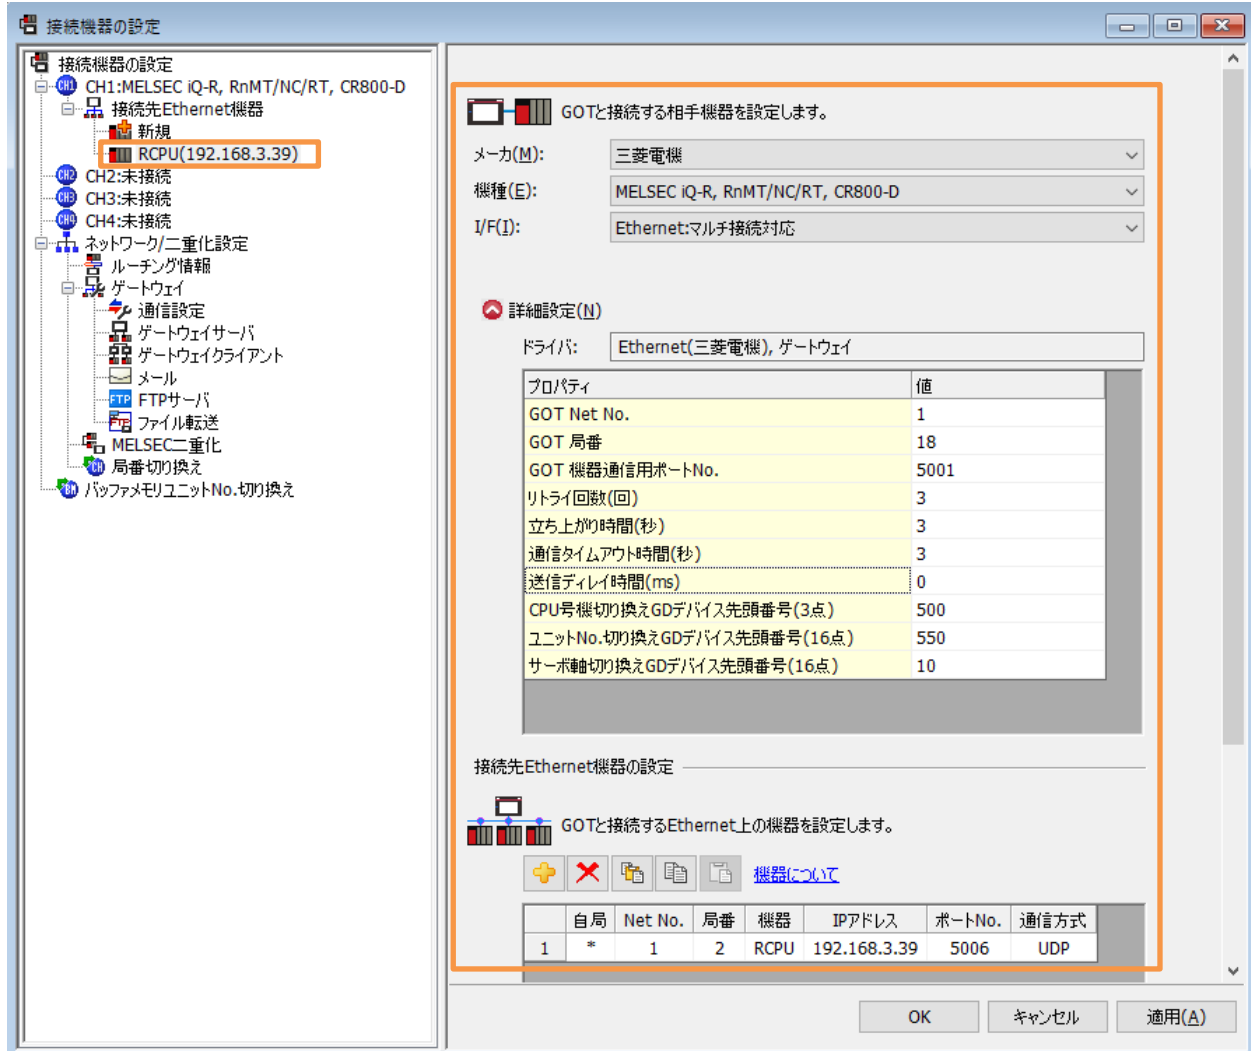 接続機器の設定
接続機器の設定
CH1:MELSEC iQ-R, RnMT/NC/RT, CR800-D
接続先Ethernet機器
新規
RCPU(192.168.3.39)
CH2:未接続
CH3:未接続
CH4:未接続
ネットワーク/二重化設定
ルーチング情報
ゲートウェイ
通信設定
ゲートウェイサーバ
ゲートウェイクライアント
メール
FTPサーバ
ファイル転送
MELSEC二重化
局番切り換え
バッファメモリユニットNo.切り換え
GOTと接続する相手機器を設定します。
メーカ(M): 三菱電機
機種(E): MELSEC iQ-R, RnMT/NC/RT, CR800-D
I/F(I): Ethernet:マルチ接続対応
詳細設定(N)
ドライバ: Ethernet(三菱電機), ゲートウェイ
プロパティ 値
GOT Net No. 1
GOT 局番 18
GOT 機器通信用ポートNo. 5001
リトライ回数(回) 3
立ち上がり時間(秒) 3
通信タイムアウト時間(秒) 3
送信ディレイ時間(ms) 0
CPU号機切り換えGDデバイス先頭番号(3点) 500
ユニットNo.切り換えGDデバイス先頭番号(16点) 550
サーボ軸切り換えGDデバイス先頭番号(16点) 10
接続先Ethernet機器の設定
GOTと接続するEthernet上の機器を設定します。
機器について
自局 Net No. 局番 機器 IPアドレス ポートNo. 通信方式
1 * 1 2 RCPU 192.168.3.39 5006 UDP
OK キャンセル 適用(A)